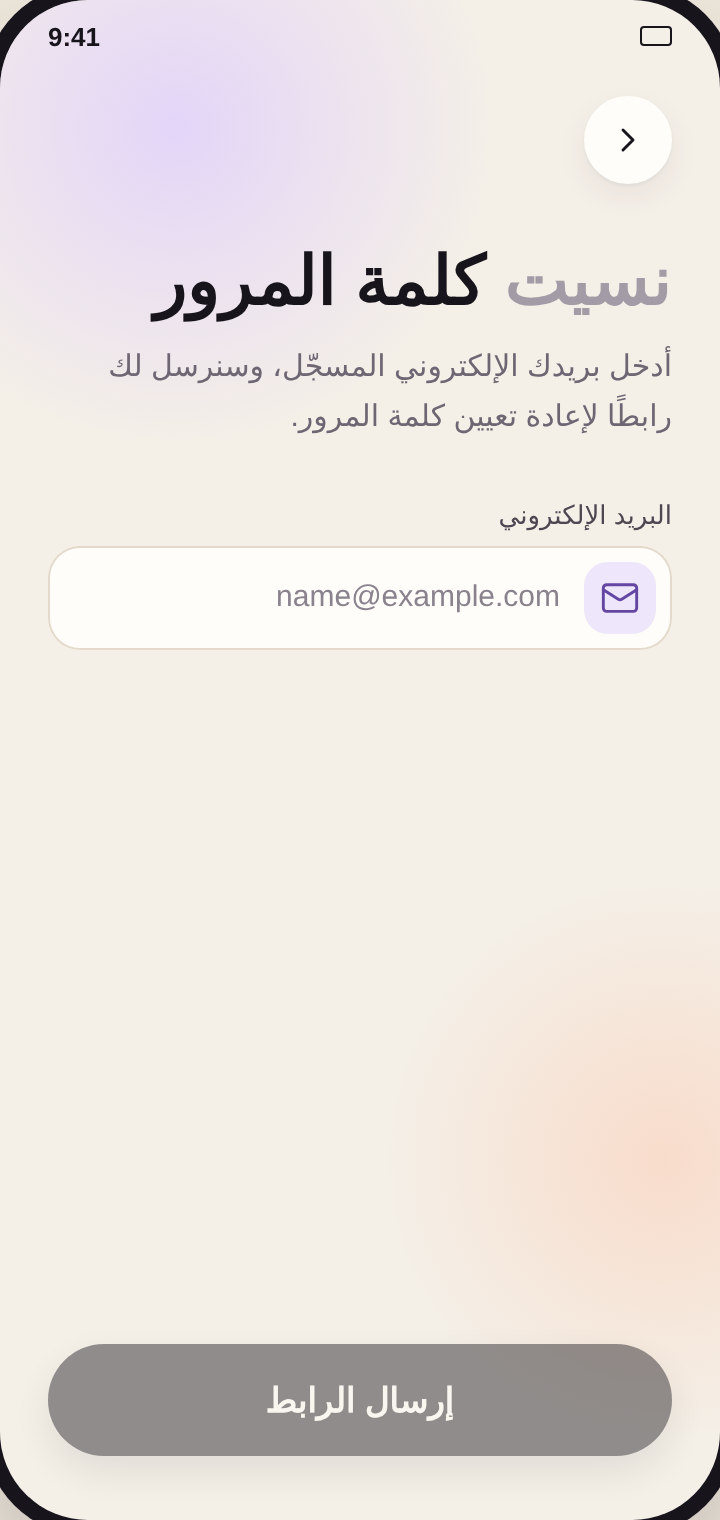 9:41
نسيت كلمة المرور
أدخل بريدك الإلكتروني المسجّل، وسنرسل لك
رابطًا لإعادة تعيين كلمة المرور.
البريد الإلكتروني
name@example.com
إرسال الرابط